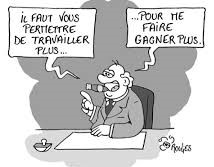 IL FAUT VOUS
PERMETTRE
DE TRAVAILLER
PLUS...
...POUR ME
FAIRE
GAGNER PLUS.